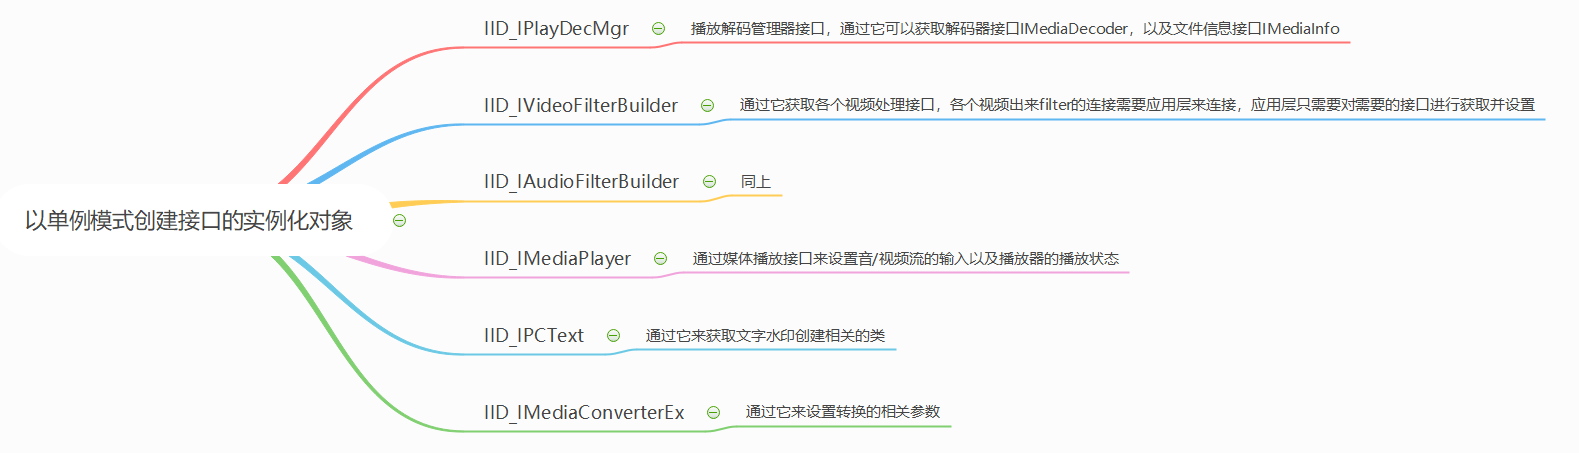 以单例模式创建接口的实例化对象
IID_IPlayDecMgr
播放解码管理器接口，通过它可以获取解码器接口IMediaDecoder，以及文件信息接口IMediaInfo
IID_IVideoFilterBuilder
通过它获取各个视频处理接口，各个视频出来filter的连接需要应用层来连接，应用层只需要对需要的接口进行获取并设置
IID_IAudioFilterBuilder
同上
IID_IMediaPlayer
通过媒体播放接口来设置音/视频流的输入以及播放器的播放状态
IID_IPCText
通过它来获取文字水印创建相关的类
IID_IMediaConverterEx
通过它来设置转换的相关参数